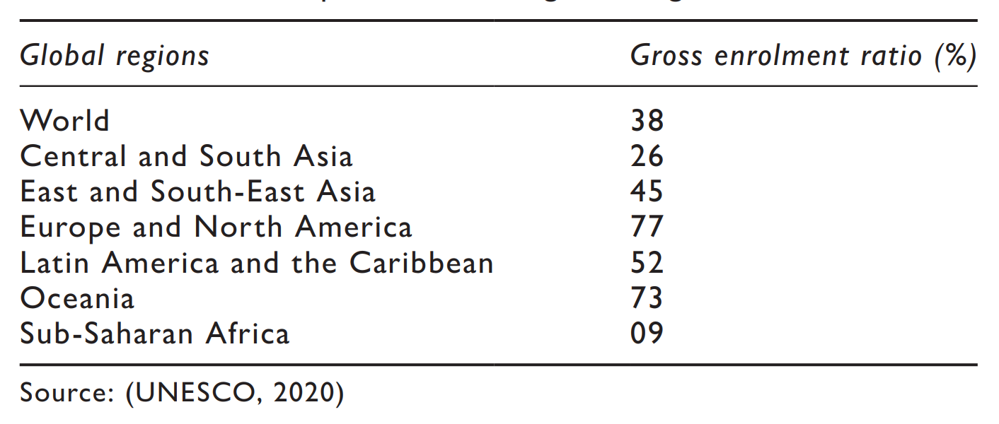 Global regions Gross enrolment ratio (%)
World 38
Central and South Asia 26
East and South-East Asia 45
Europe and North America 77
Latin America and the Caribbean 52
Oceania 73
Sub-Saharan Africa 09
Source: (UNESCO, 2020)